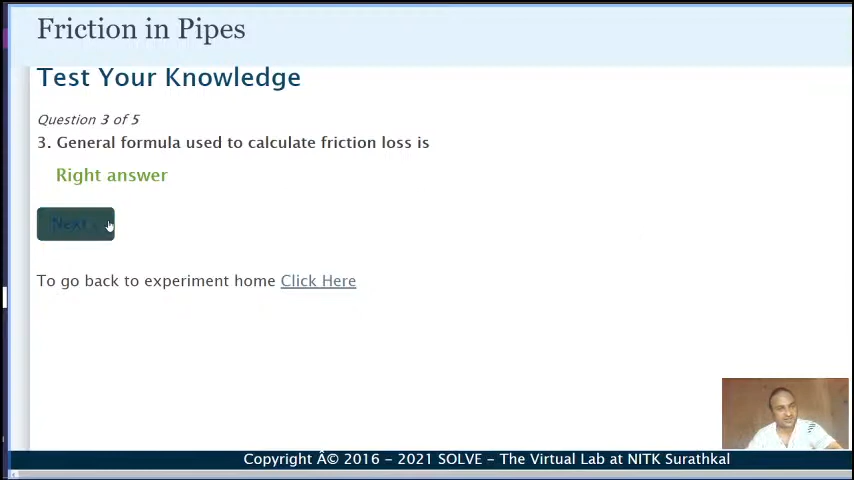 Friction in Pipes
Test Your Knowledge
Question 3 of 5
3. General formula used to calculate friction loss is
Right answer
Next
To go back to experiment home Click Here
Copyright Â© 2016 - 2021 SOLVE - The Virtual Lab at NITK Surathkal